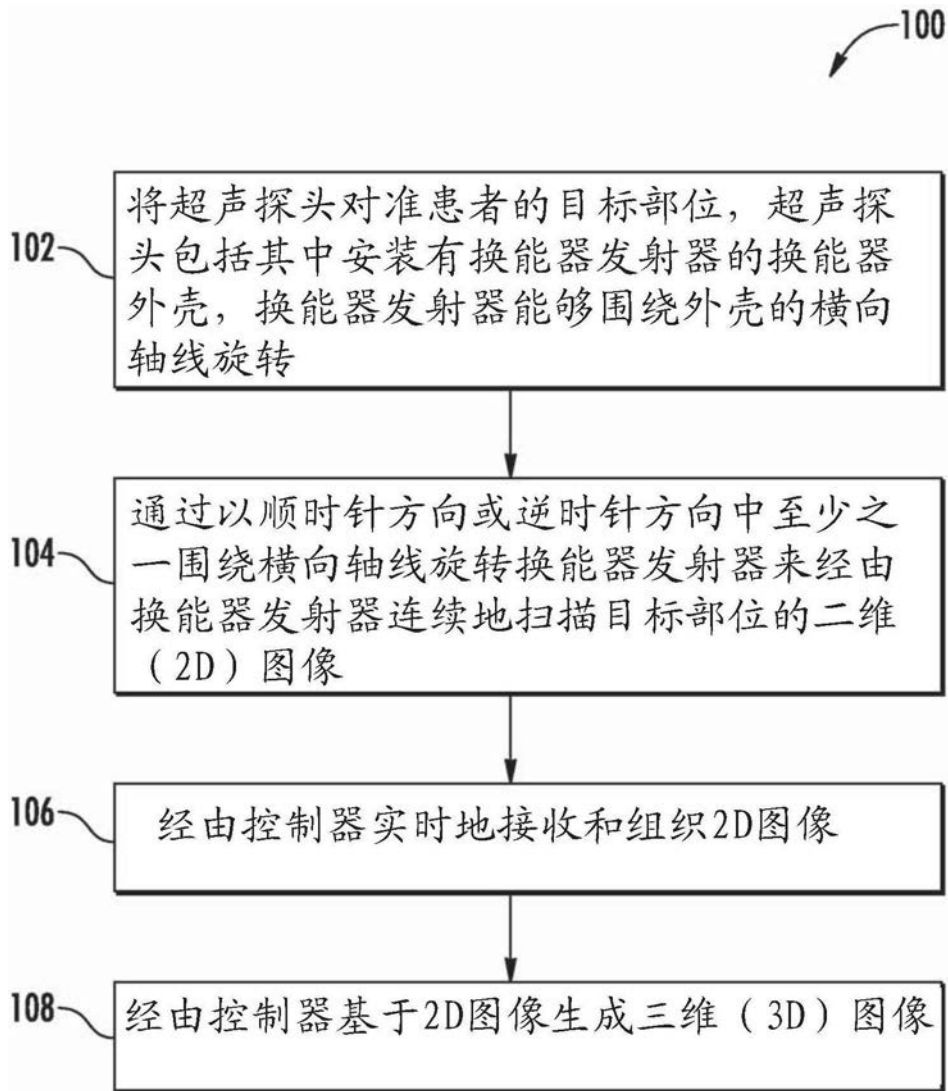 100
102
将超声探头对准患者的目标部位，超声探
头包括其中安装有换能器发射器的换能器
外壳，换能器发射器能够围绕外壳的横向
轴线旋转
104
通过以顺时针方向或逆时针方向中至少之
一围绕横向轴线旋转换能器发射器来经由
换能器发射器连续地扫描目标部位的二维
（2D）图像
106
经由控制器实时地接收和组织2D图像
108
经由控制器基于2D图像生成三维（3D）图像